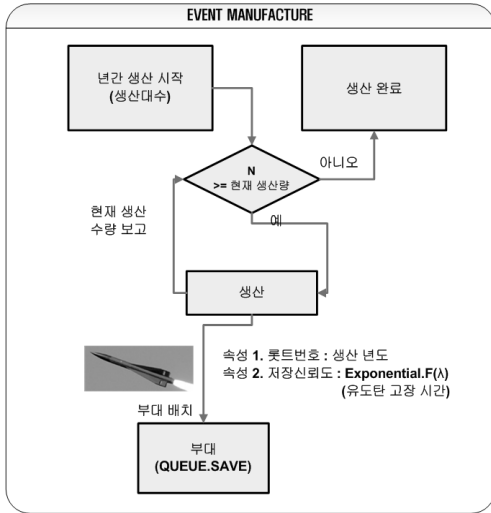 EVENT MANUFACTURE
년간 생산 시작
(생산대수)
생산 완료
아니오
N
>= 현재 생산량
현재 생산
수량 보고
예
생산
속성 1. 롯트번호 : 생산 년도
속성 2. 저장신뢰도 : Exponential.F(λ)
(유도탄 고장 시간)
부대 배치
부대
(QUEUE.SAVE)